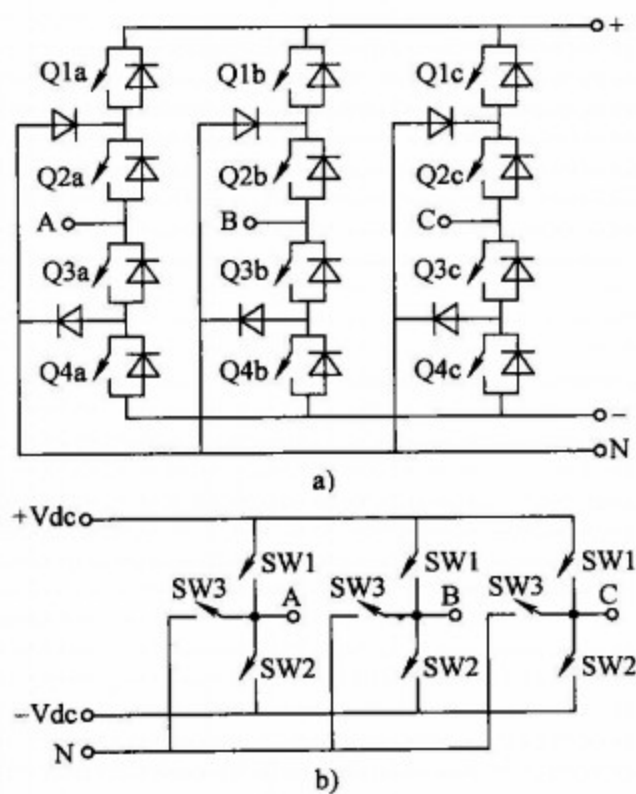 +
Q1a Q1b Q1c
Q2a Q2b Q2c
A B C
Q3a Q3b Q3c
Q4a Q4b Q4c
−
N
a)
+Vdc
SW1 SW1 SW1
SW3 A SW3 B SW3 C
SW2 SW2 SW2
−Vdc
N
b)